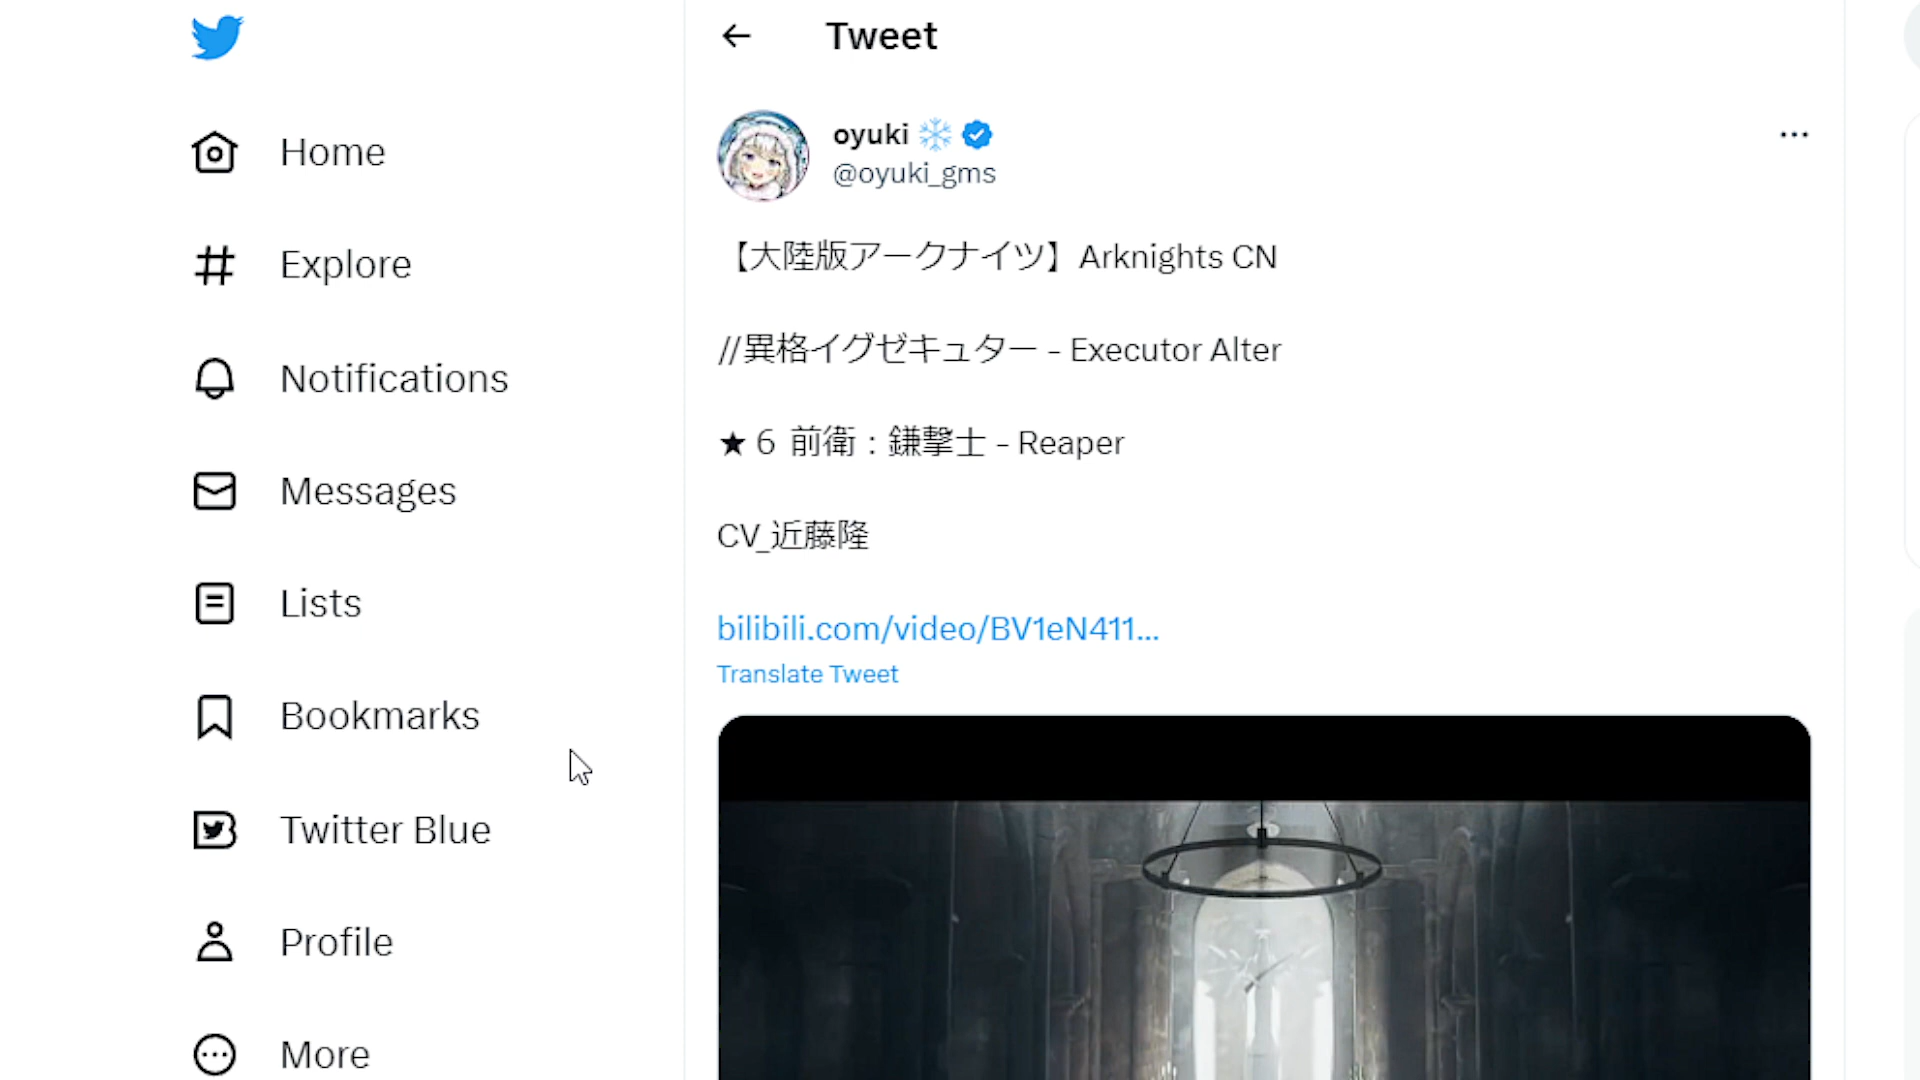 Home
Explore
Notifications
Messages
Lists
Bookmarks
Twitter Blue
Profile
More
Tweet
oyuki
@oyuki_gms
【大陸版アークナイツ】Arknights CN
//異格イグゼキュター - Executor Alter
★6 前衛：鎌撃士 - Reaper
CV_近藤隆
bilibili.com/video/BV1eN411...
Translate Tweet